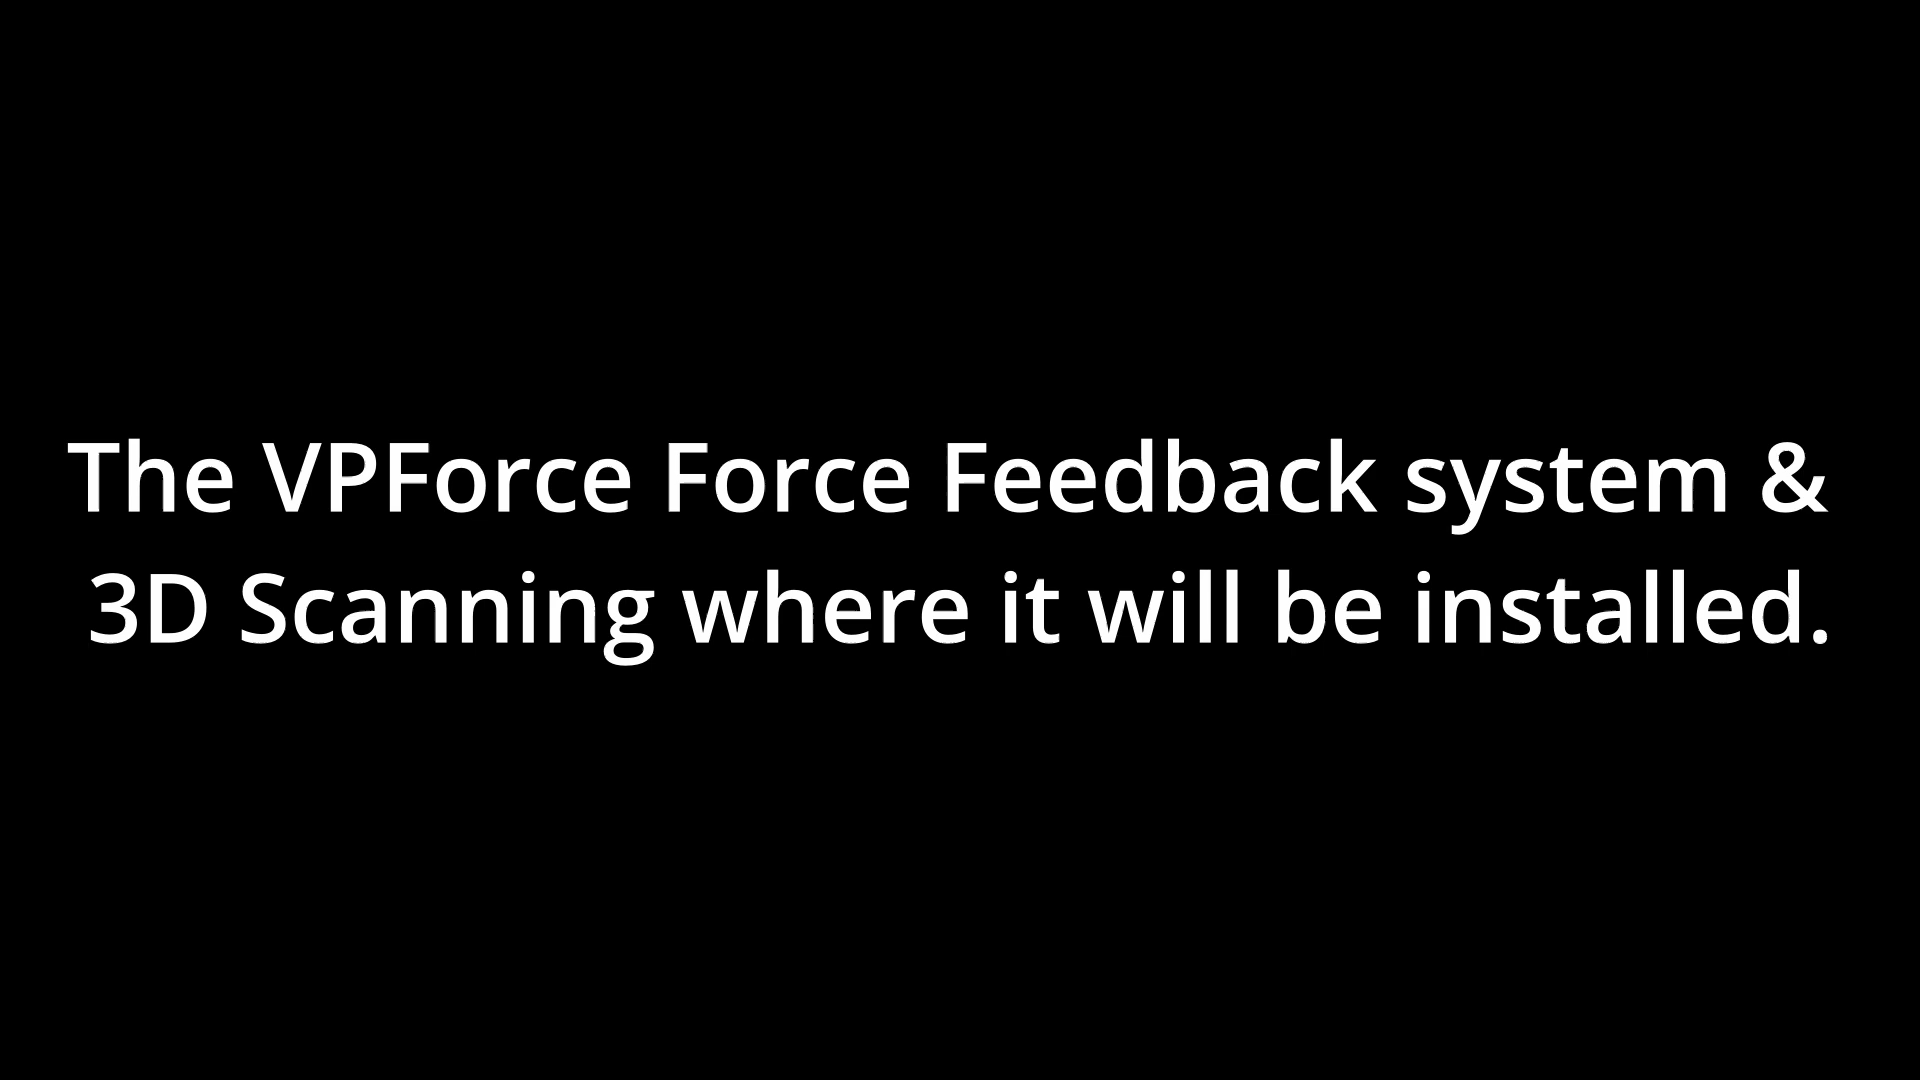 The VPForce Force Feedback system &
3D Scanning where it will be installed.